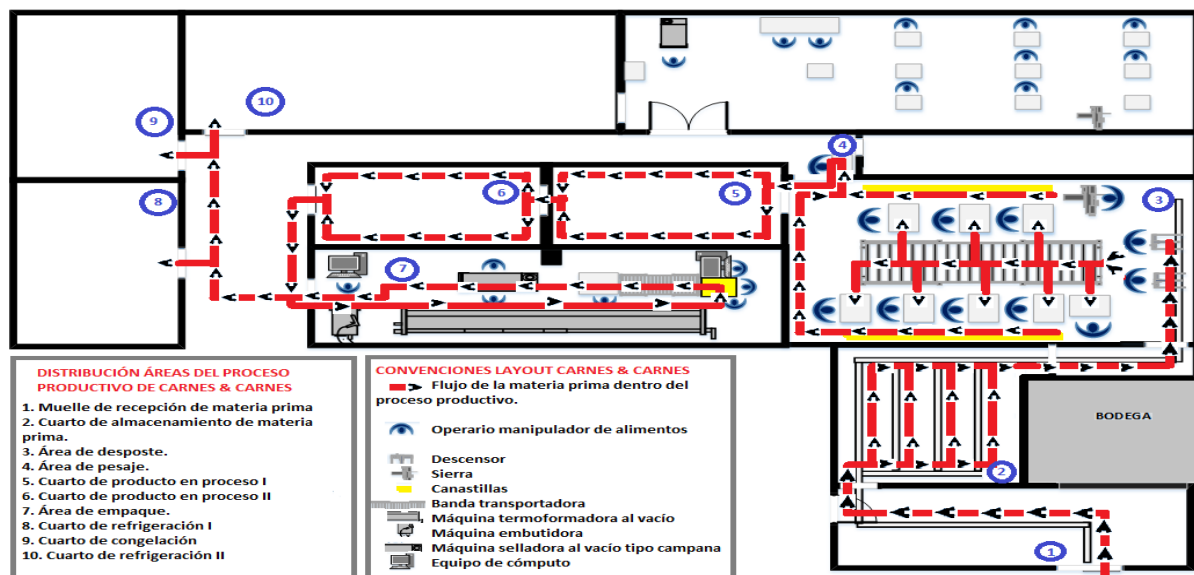 10
9
4
8
6
5
3
7
BODEGA
2
1
DISTRIBUCIÓN ÁREAS DEL PROCESO
PRODUCTIVO DE CARNES & CARNES
1. Muelle de recepción de materia prima
2. Cuarto de almacenamiento de materia
prima.
3. Área de desposte.
4. Área de pesaje.
5. Cuarto de producto en proceso I
6. Cuarto de producto en proceso II
7. Área de empaque.
8. Cuarto de refrigeración I
9. Cuarto de congelación
10. Cuarto de refrigeración II
CONVENCIONES LAYOUT CARNES & CARNES
Flujo de la materia prima dentro del
proceso productivo.
Operario manipulador de alimentos
Descensor
Sierra
Canastillas
Banda transportadora
Máquina termoformadora al vacío
Máquina embutidora
Máquina selladora al vacío tipo campana
Equipo de cómputo